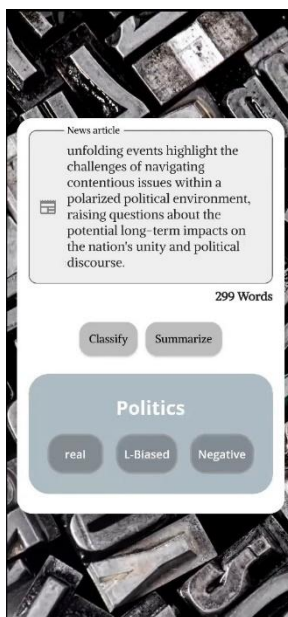 News article
unfolding events highlight the
challenges of navigating
contentious issues within a
polarized political environment,
raising questions about the
potential long-term impacts on
the nation's unity and political
discourse.
299 Words
Classify Summarize
Politics
real L-Biased Negative